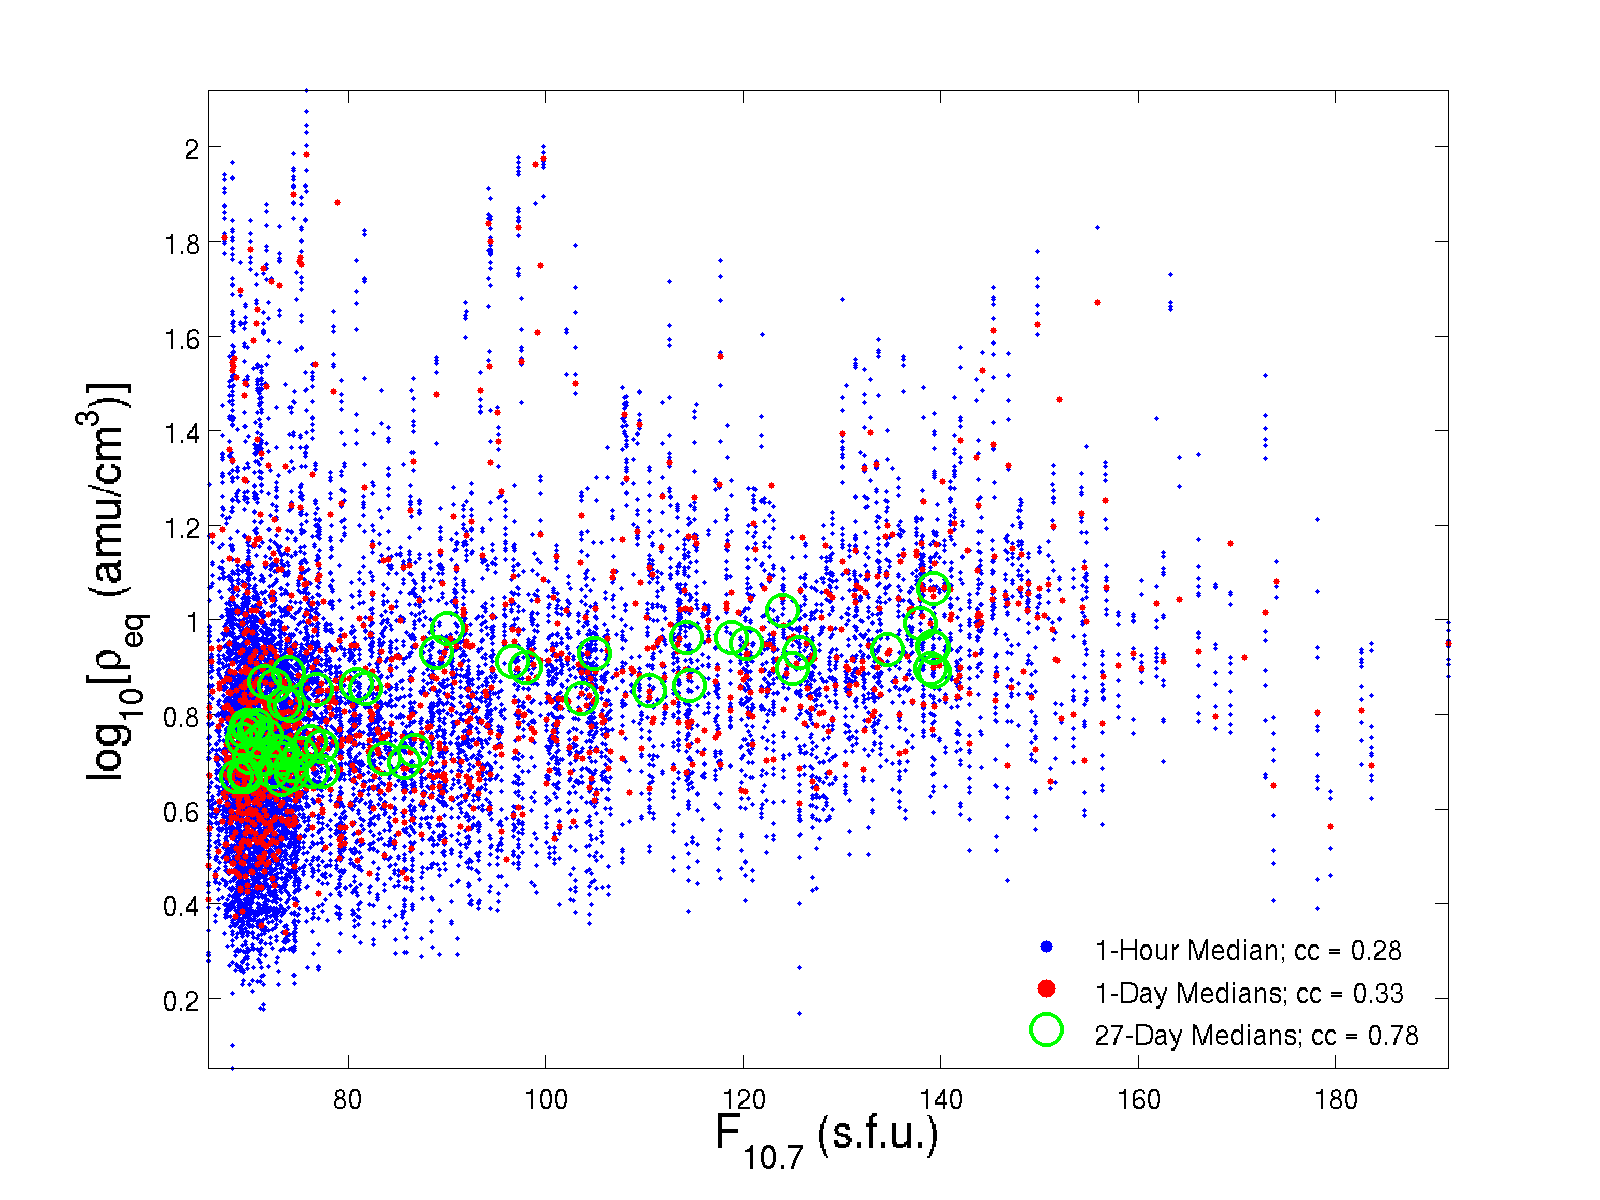 2
1.8
1.6
1.4
1.2
1
0.8
0.6
0.4
0.2
log10[ρeq (amu/cm3)]
1-Hour Median; cc = 0.28
1-Day Medians; cc = 0.33
27-Day Medians; cc = 0.78
80 100 120 140 160 180
F10.7 (s.f.u.)